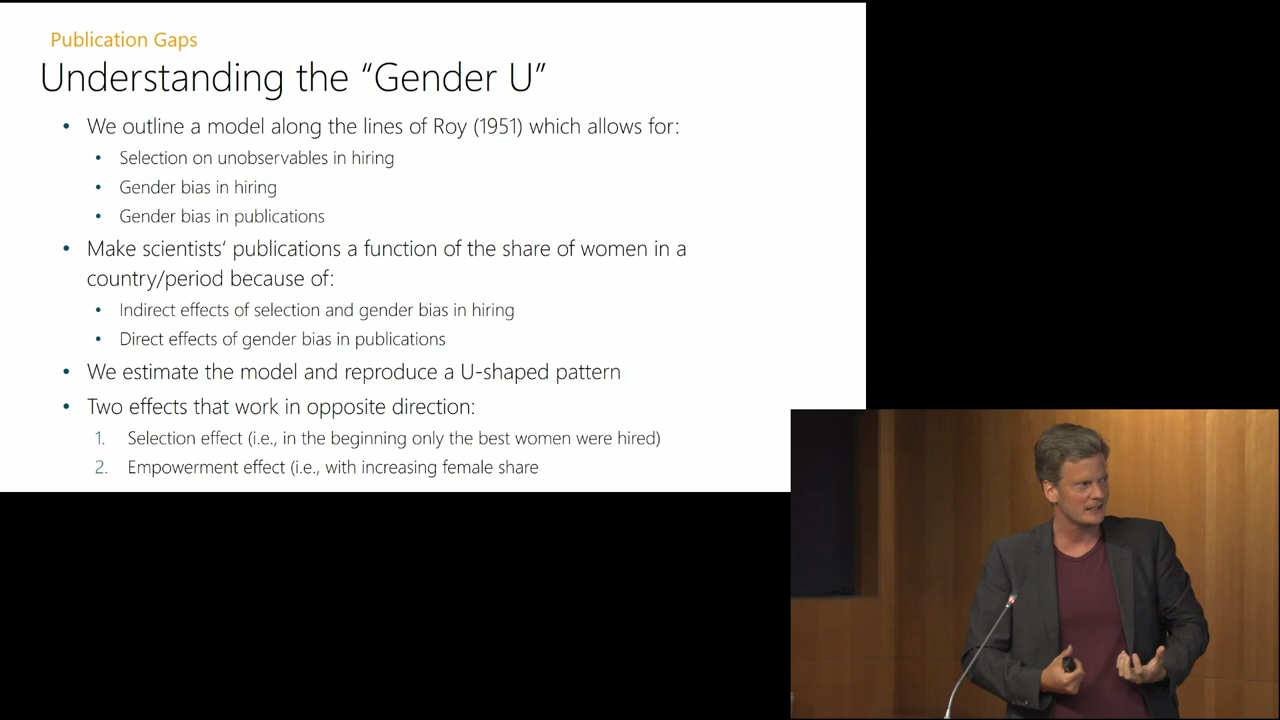 Publication Gaps
Understanding the “Gender U”
• We outline a model along the lines of Roy (1951) which allows for:
• Selection on unobservables in hiring
• Gender bias in hiring
• Gender bias in publications
• Make scientists‘ publications a function of the share of women in a
country/period because of:
• Indirect effects of selection and gender bias in hiring
• Direct effects of gender bias in publications
• We estimate the model and reproduce a U-shaped pattern
• Two effects that work in opposite direction:
1. Selection effect (i.e., in the beginning only the best women were hired)
2. Empowerment effect (i.e., with increasing female share